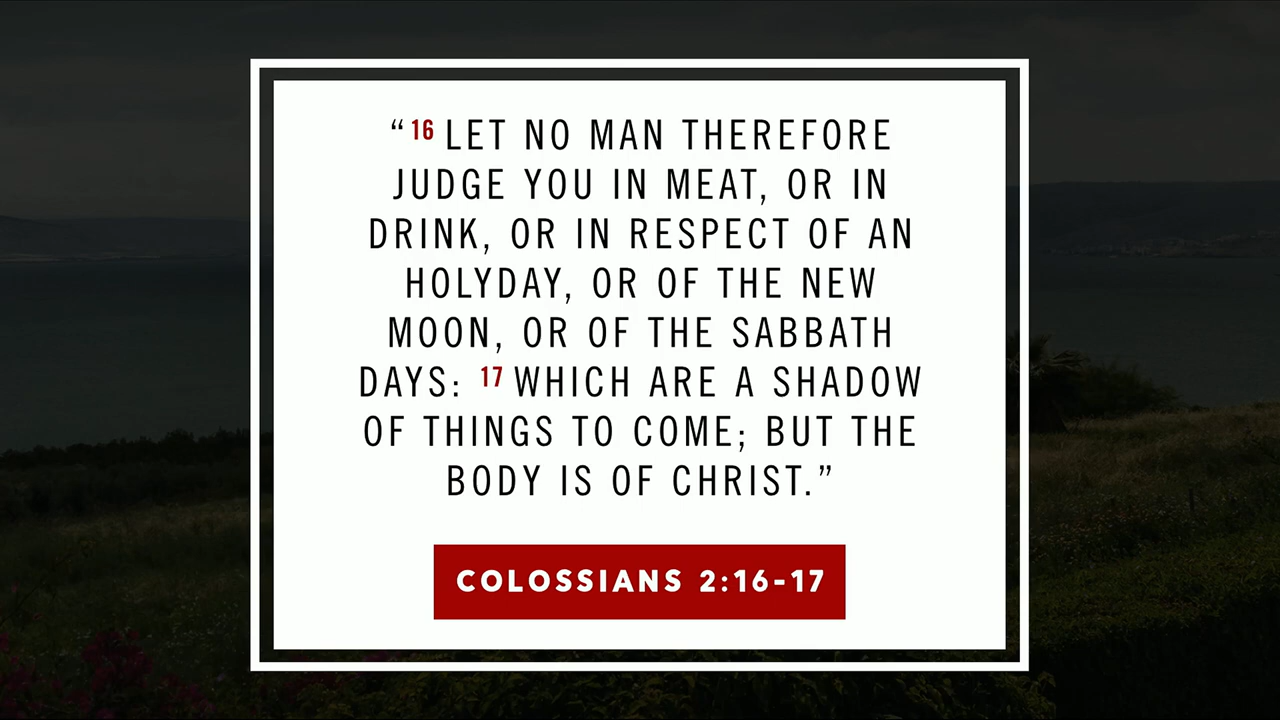 “16 LET NO MAN THEREFORE
JUDGE YOU IN MEAT, OR IN
DRINK, OR IN RESPECT OF AN
HOLYDAY, OR OF THE NEW
MOON, OR OF THE SABBATH
DAYS: 17 WHICH ARE A SHADOW
OF THINGS TO COME; BUT THE
BODY IS OF CHRIST.”
COLOSSIANS 2:16-17